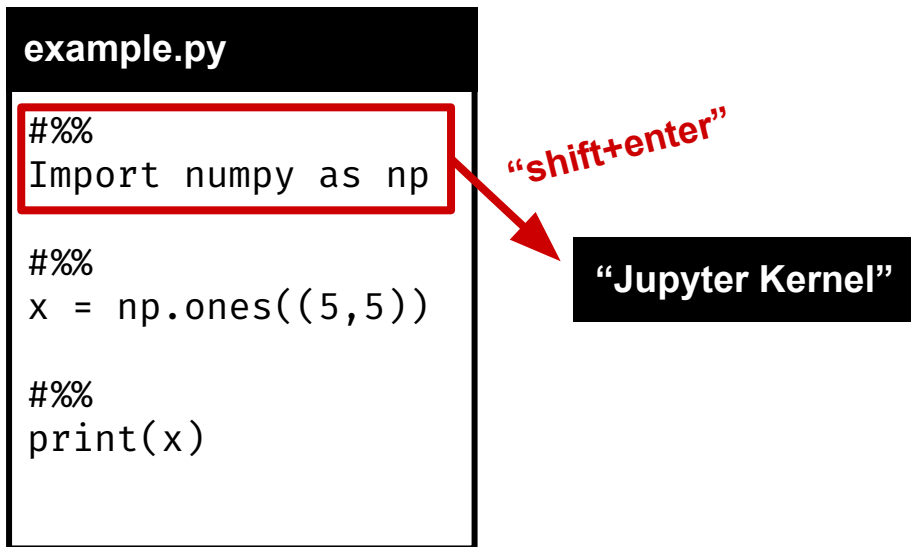 example.py
#%%
Import numpy as np
“shift+enter”
“Jupyter Kernel”
#%%
x = np.ones((5,5))
#%%
print(x)